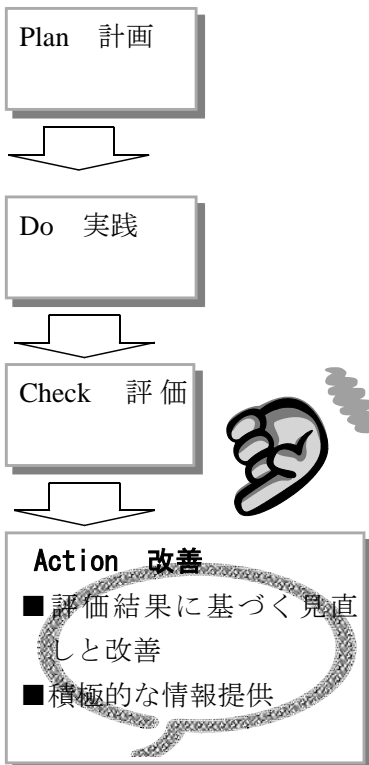 Plan　計画
Do　実践
Check　評 価
Action　改善
■評価結果に基づく見直
しと改善
■積極的な情報提供